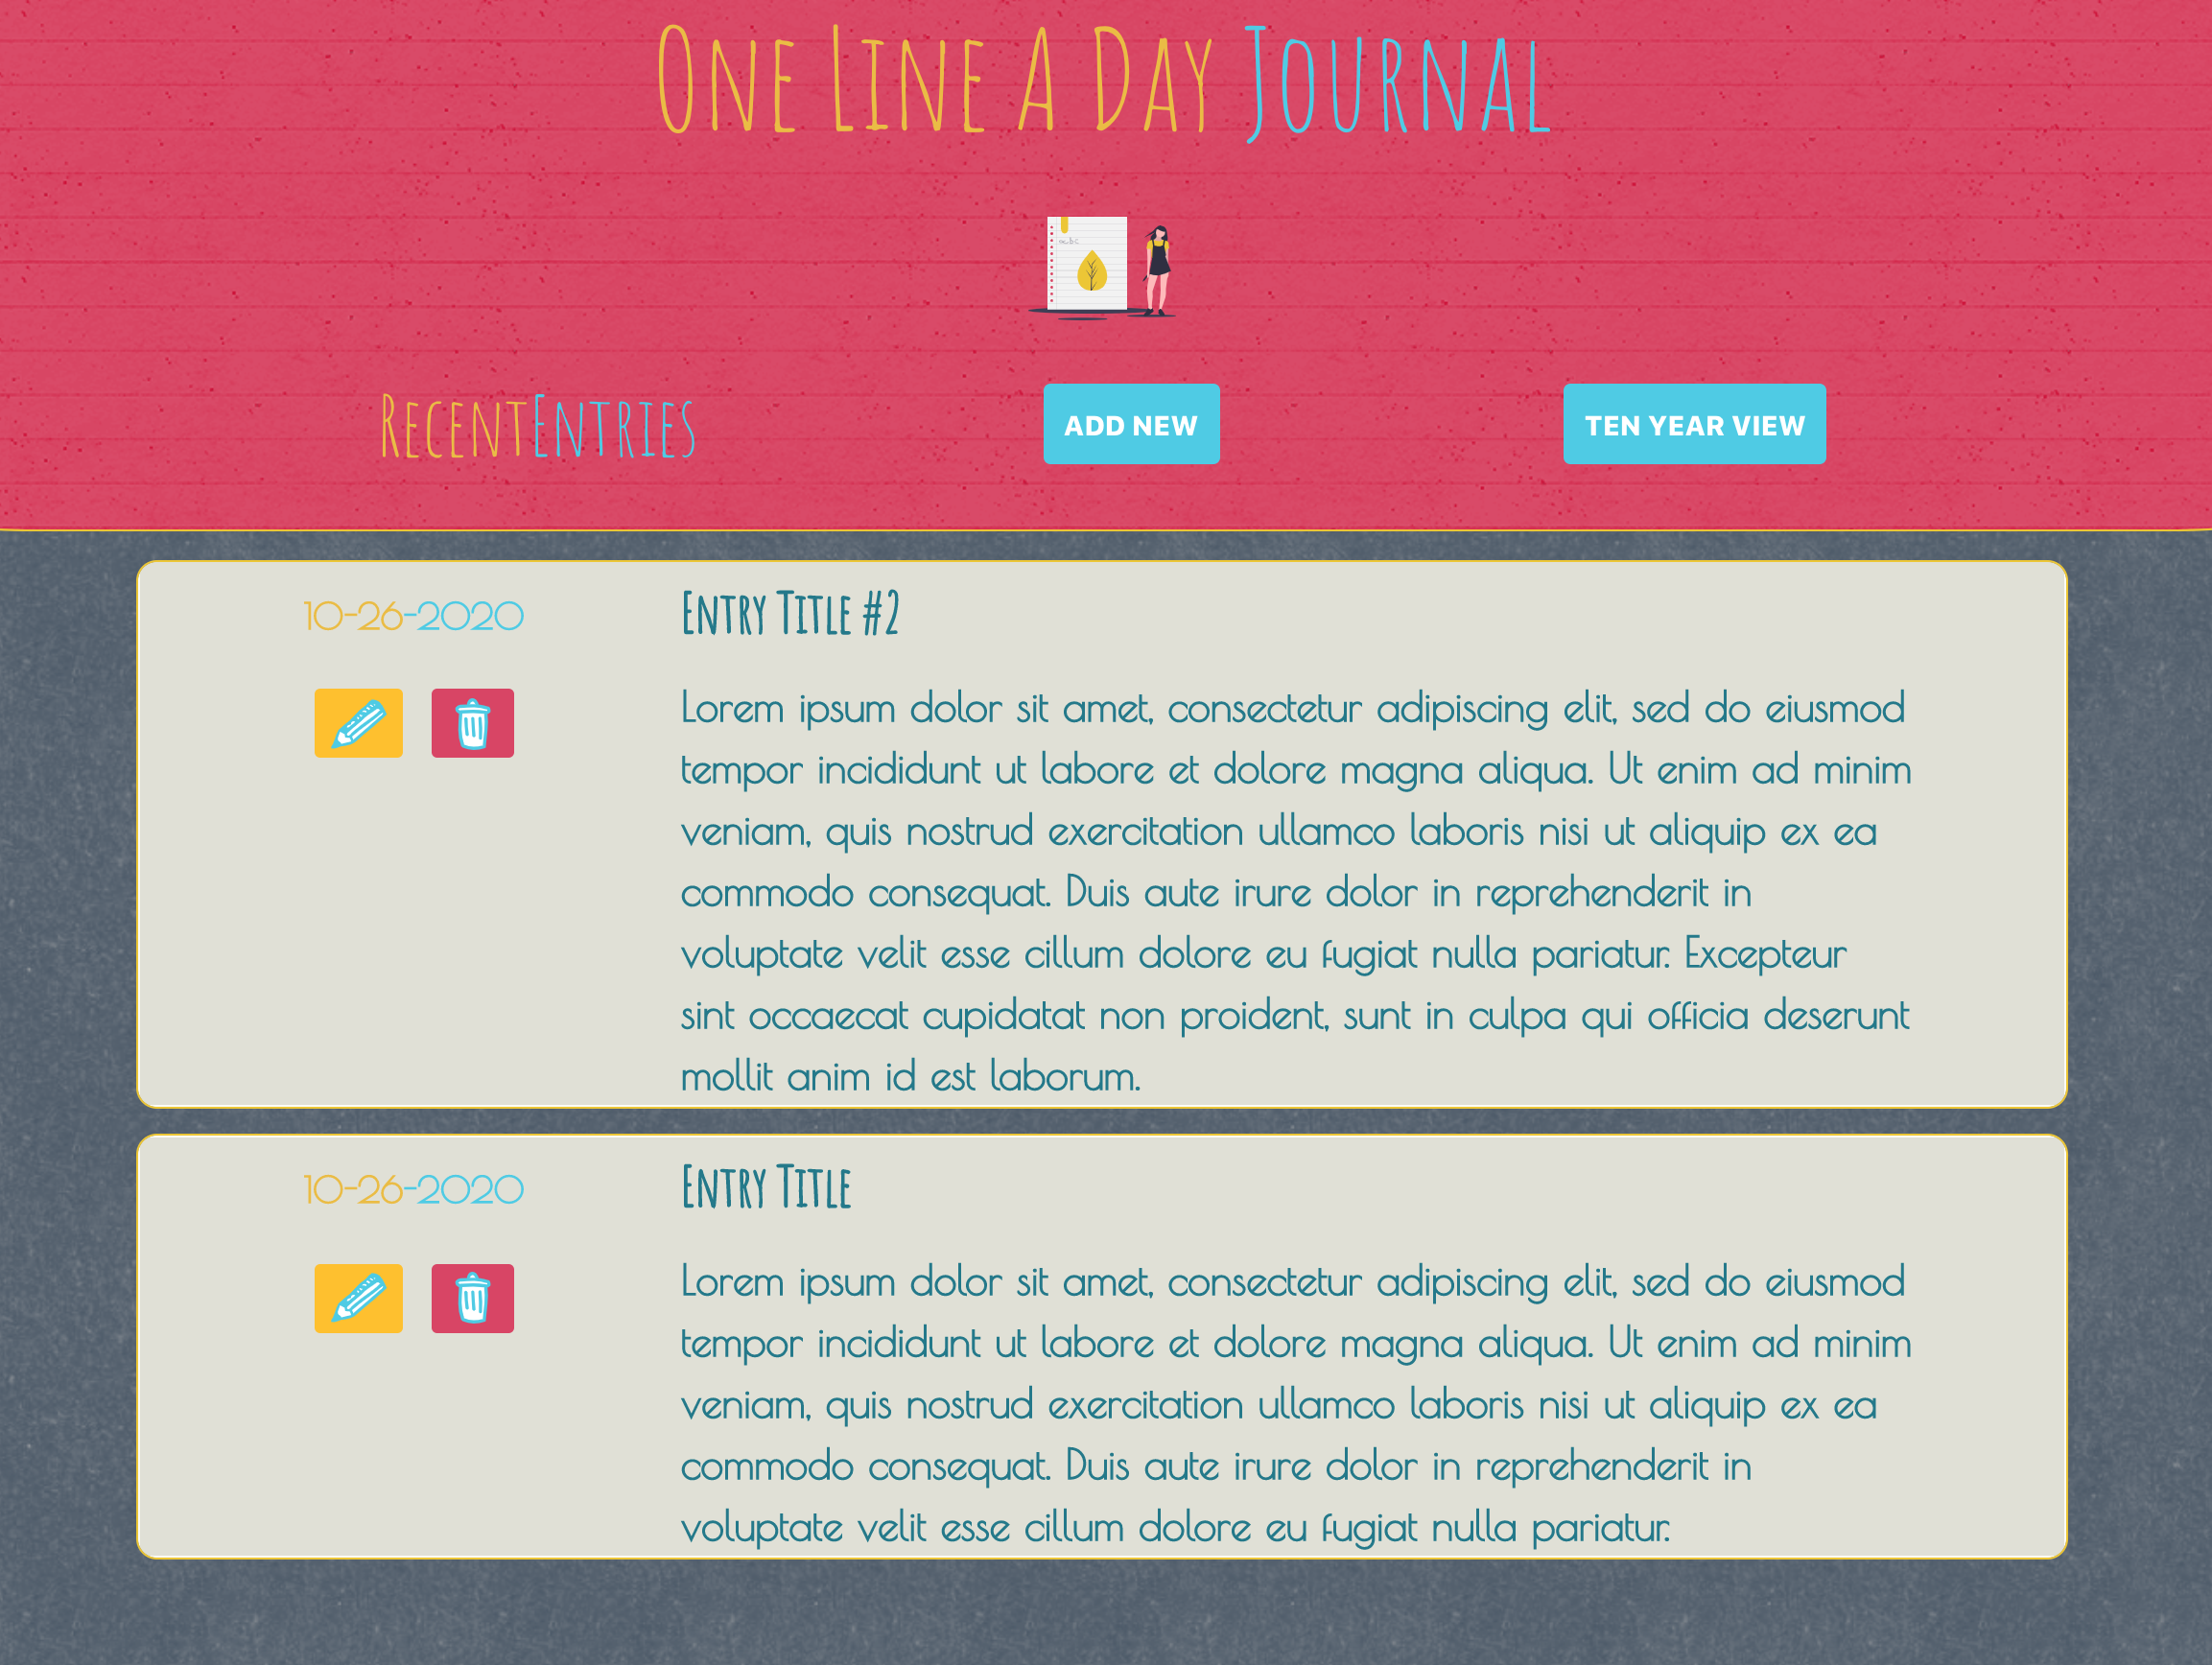 One Line A Day Journal
RecentEntries
ADD NEW
TEN YEAR VIEW
10-26-2020
Entry Title #2
Lorem ipsum dolor sit amet, consectetur adipiscing elit, sed do eiusmod
tempor incididunt ut labore et dolore magna aliqua. Ut enim ad minim
veniam, quis nostrud exercitation ullamco laboris nisi ut aliquip ex ea
commodo consequat. Duis aute irure dolor in reprehenderit in
voluptate velit esse cillum dolore eu fugiat nulla pariatur. Excepteur
sint occaecat cupidatat non proident, sunt in culpa qui officia deserunt
mollit anim id est laborum.
10-26-2020
Entry Title
Lorem ipsum dolor sit amet, consectetur adipiscing elit, sed do eiusmod
tempor incididunt ut labore et dolore magna aliqua. Ut enim ad minim
veniam, quis nostrud exercitation ullamco laboris nisi ut aliquip ex ea
commodo consequat. Duis aute irure dolor in reprehenderit in
voluptate velit esse cillum dolore eu fugiat nulla pariatur.